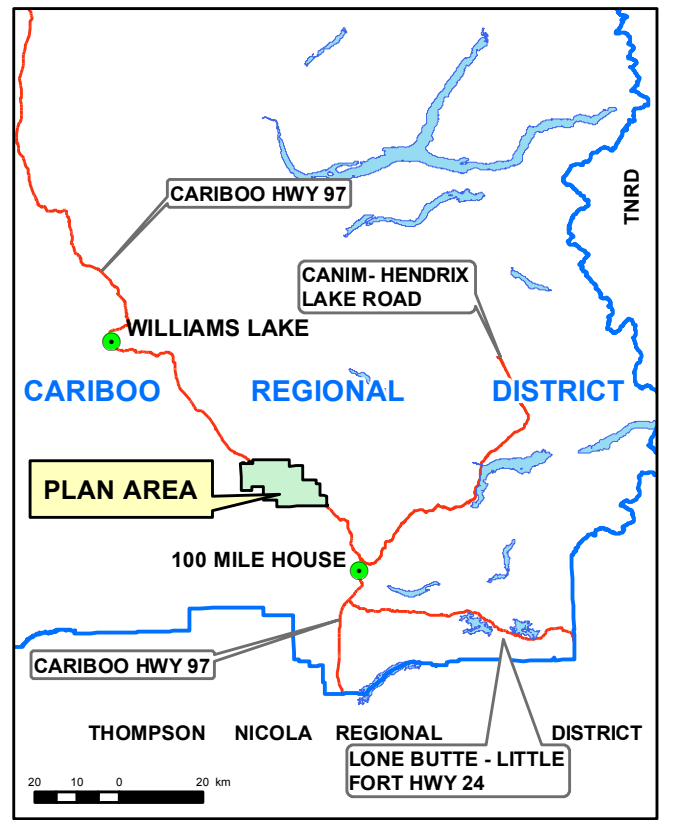 CARIBOO HWY 97
TNRD
CANIM- HENDRIX
LAKE ROAD
WILLIAMS LAKE
CARIBOO REGIONAL DISTRICT
PLAN AREA
100 MILE HOUSE
CARIBOO HWY 97
THOMPSON NICOLA REGIONAL DISTRICT
LONE BUTTE - LITTLE
FORT HWY 24
20 10 0 20 km